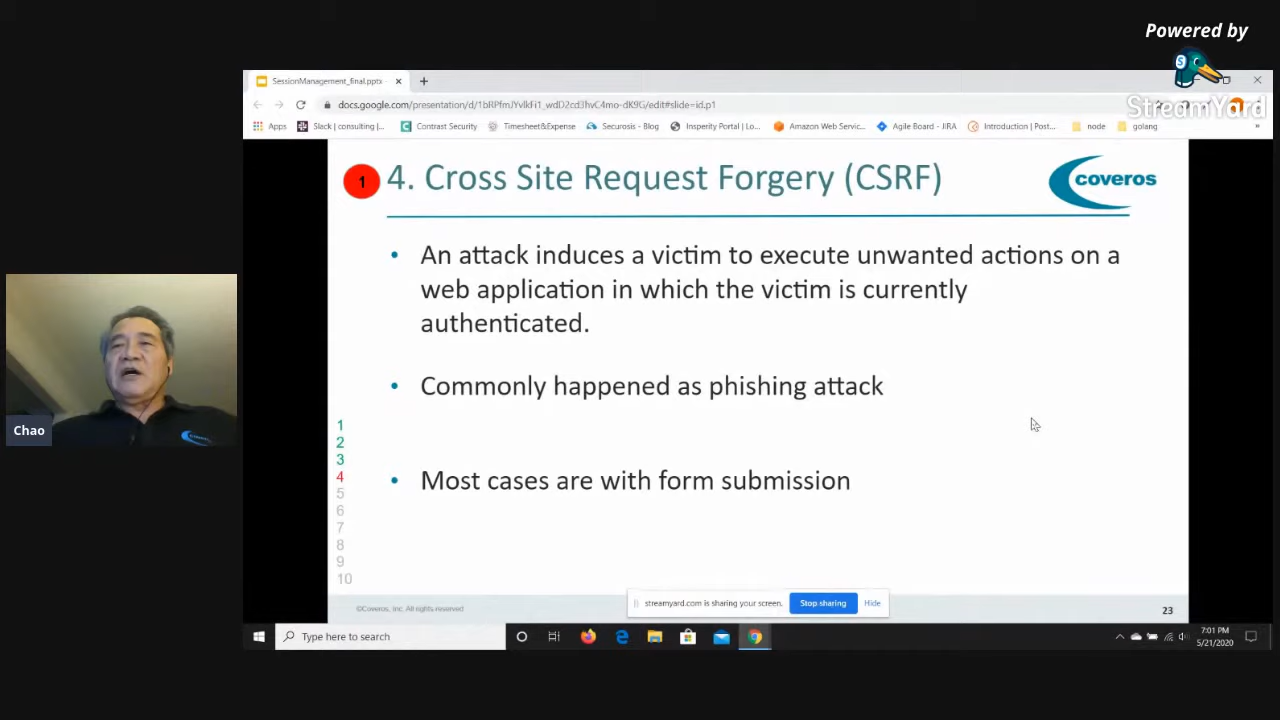 Powered by
StreamYard
SessionManagement_final.pptx -
docs.google.com/presentation/d/1bRPfmJYvlkFi1_wdD2cd3hvC4mo-dK9G/edit#slide=id.p1
Apps
Slack | consulting |...
Contrast Security
Timesheet&Expense
Securosis - Blog
Insperity Portal | Lo...
Amazon Web Servic...
Agile Board - JIRA
Introduction | Post...
node
golang
»
1
4. Cross Site Request Forgery (CSRF)
coveros
• An attack induces a victim to execute unwanted actions on a
web application in which the victim is currently
authenticated.
• Commonly happened as phishing attack
• Most cases are with form submission
1
2
3
4
5
6
7
8
9
10
Chao
coveros
©Coveros, Inc. All rights reserved
streamyard.com is sharing your screen.
Stop sharing
Hide
23
Type here to search
7:01 PM
5/21/2020